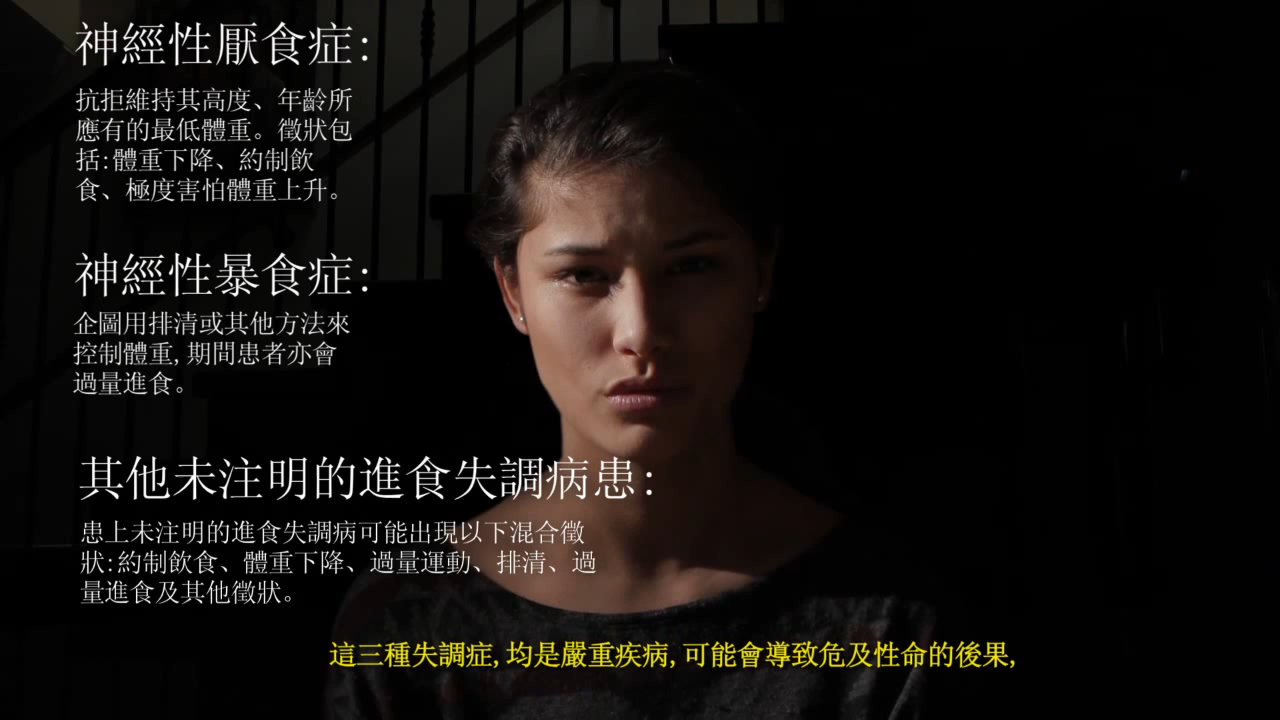 神經性厭食症:
抗拒維持其高度、年齡所
應有的最低體重。徵狀包
括:體重下降、約制飲
食、極度害怕體重上升。
神經性暴食症:
企圖用排清或其他方法來
控制體重,期間患者亦會
過量進食。
其他未注明的進食失調病患:
患上未注明的進食失調病可能出現以下混合徵
狀:約制飲食、體重下降、過量運動、排清、過
量進食及其他徵狀。
這三種失調症,均是嚴重疾病,可能會導致危及性命的後果,